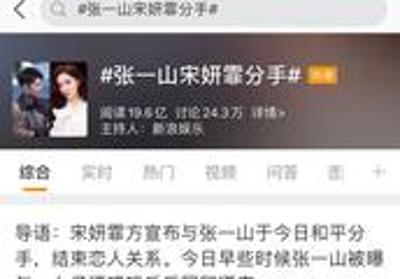 #张一山宋妍霏分手#
#张一山宋妍霏分手#
阅读19.6亿 讨论24.3万 详情>
主持人：新浪娱乐
综合 实时 热门 视频 问答 图 +
导语：宋妍霏方宣布与张一山于今日和平分
手，结束恋人关系。今日早些时候张一山被曝